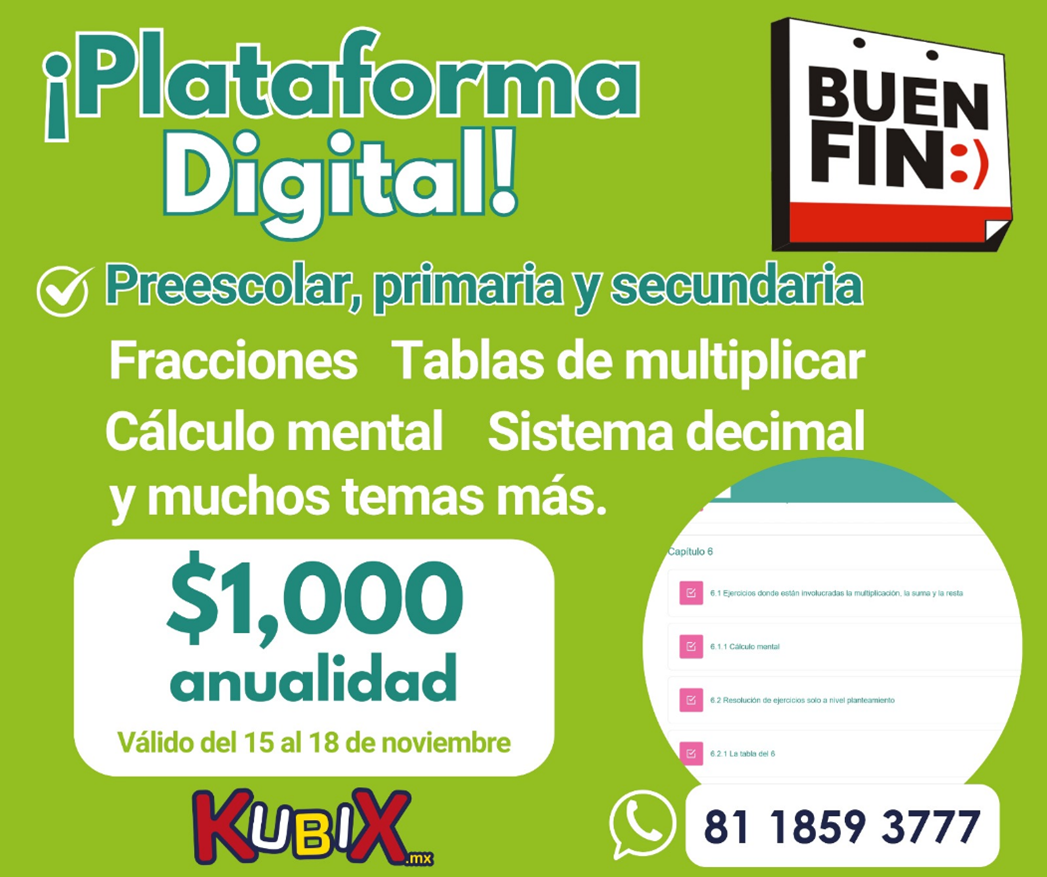 ¡Plataforma
Digital!
BUEN
FIN:)
Preescolar, primaria y secundaria
Fracciones Tablas de multiplicar
Cálculo mental Sistema decimal
y muchos temas más.
$1,000
anualidad
Válido del 15 al 18 de noviembre
Capítulo 6
6.1 Ejercicios donde están involucradas la multiplicación, la suma y la resta
6.1.1 Cálculo mental
6.2 Resolución de ejercicios solo a nivel planteamiento
6.2.1 La tabla del 6
KUBIX.mx
81 1859 3777